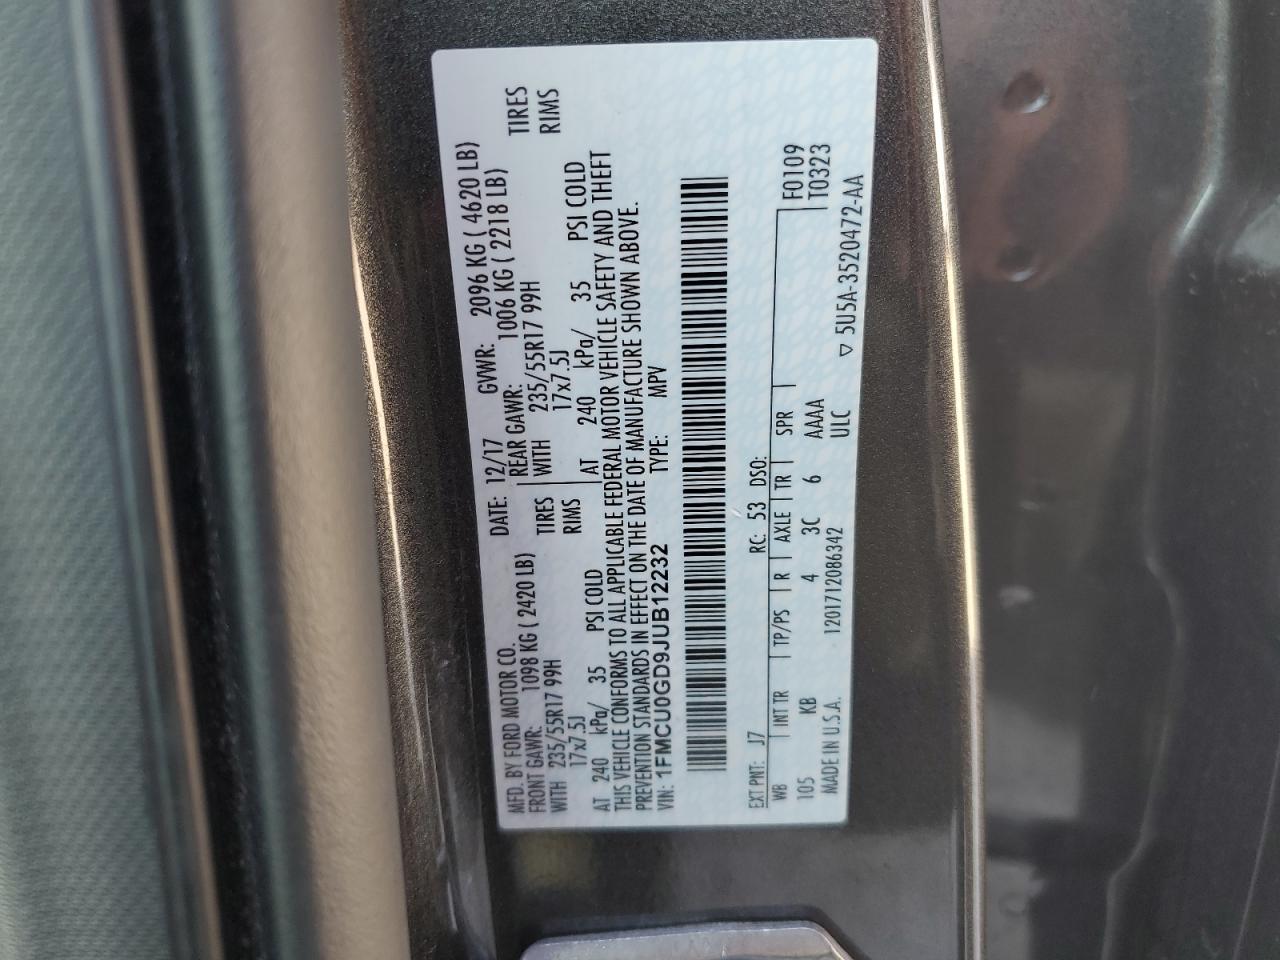 MFD. BY FORD MOTOR CO. DATE: 12/17 GVWR: 2096 KG ( 4620 LB)
FRONT GAWR: 1098 KG ( 2420 LB) REAR GAWR: 1006 KG ( 2218 LB)
WITH 235/55R17 99H TIRES WITH 235/55R17 99H TIRES
17x7.5J RIMS 17x7.5J RIMS
AT 240 kPa/ 35 PSI COLD AT 240 kPa/ 35 PSI COLD
THIS VEHICLE CONFORMS TO ALL APPLICABLE FEDERAL MOTOR VEHICLE SAFETY AND THEFT
PREVENTION STANDARDS IN EFFECT ON THE DATE OF MANUFACTURE SHOWN ABOVE.
VIN: 1FMCU0GD9JUB12232 TYPE: MPV
EXT PNT: J7 RC: 53 DSO: F0109
WB INT TR TP/PS R AXLE TR SPR T0323
105 KB 4 3C 6 AAAA
MADE IN U.S.A. 1201712086342 ULC ▽ 5U5A-3520472-AA